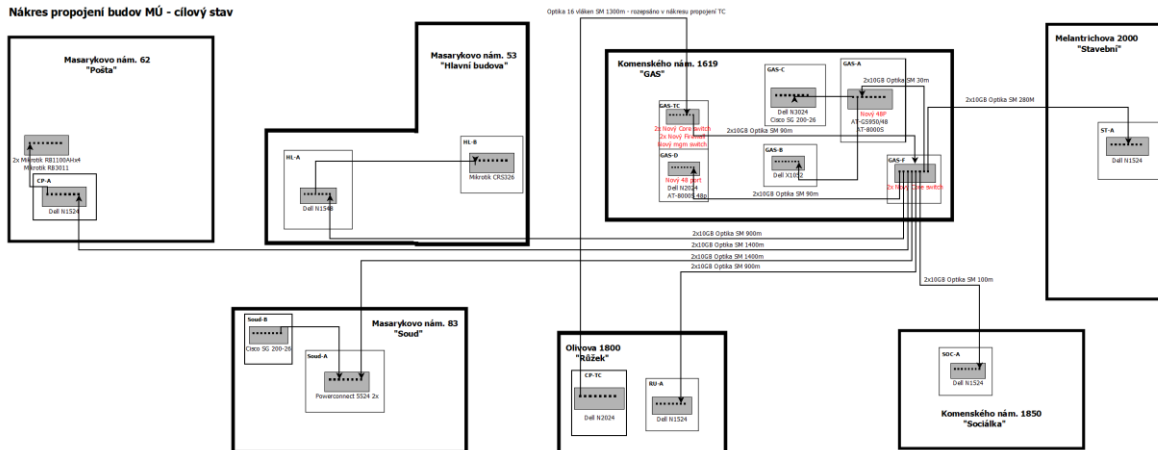 Nákres propojení budov MÚ - cílový stav
Optika 16 vláken SM 1300m - rozepsáno v nákresu propojení TC
Masarykovo nám. 62
"Pošta"
2x Mikrotik RB1100AHx4
Mikrotik RB3011
CP-A
Dell N1524
Masarykovo nám. 53
"Hlavní budova"
HL-B
Mikrotik CRS326
HL-A
Dell N1548
Komenského nám. 1619
"GAS"
GAS-TC
2x Nový Core switch
2x Nový Firewall
Nový mgm switch
GAS-D
Nový 48 port
Dell N2024
AT-8000S 48p
GAS-C
Dell N3024
Cisco SG 200-26
GAS-B
Dell X1052
GAS-A
2x10GB Optika SM 30m
Nový 48P
AT-GS950/48
AT-8000S
GAS-F
2x Nový Core switch
2x10GB Optika SM 90m
2x10GB Optika SM 90m
2x10GB Optika SM 280M
Melantrichova 2000
"Stavební"
ST-A
Dell N1524
2x10GB Optika SM 900m
2x10GB Optika SM 1400m
2x10GB Optika SM 1400m
2x10GB Optika SM 900m
2x10GB Optika SM 100m
Masarykovo nám. 83
"Soud"
Soud-B
Cisco SG 200-26
Soud-A
Powerconnect 5524 2x
Olivova 1800
"Růžek"
CP-TC
Dell N2024
RU-A
Dell N1524
SOC-A
Dell N1524
Komenského nám. 1850
"Sociálka"